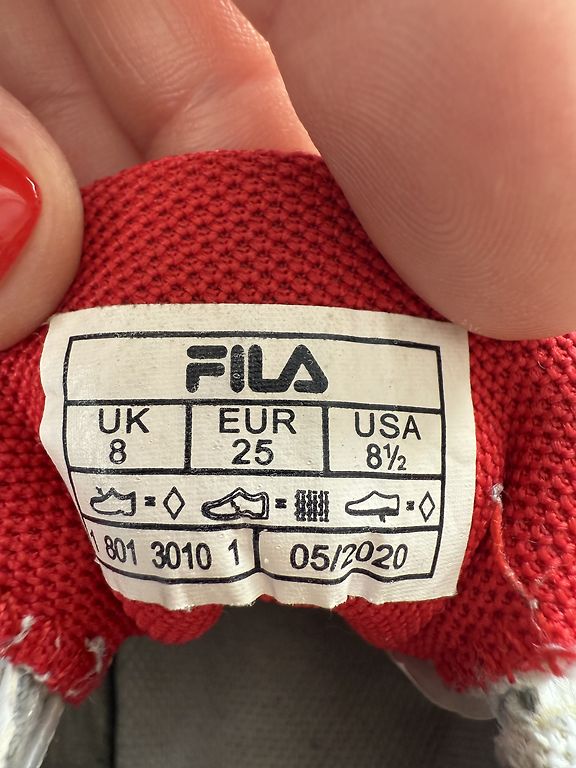 FILA
UK EUR USA
8 25 8½
= = =
1 801 3010 1 05/2020